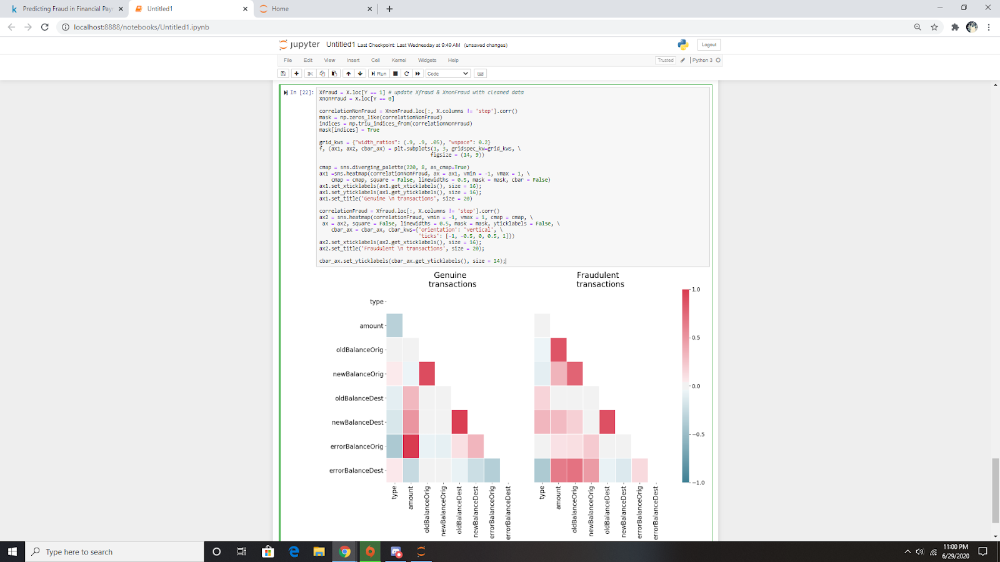 Predicting Fraud in Financial Pay
Untitled1
Home
localhost:8888/notebooks/Untitled1.ipynb
jupyter Untitled1 Last Checkpoint: Last Wednesday at 9:49 AM (unsaved changes)
Logout
File Edit View Insert Cell Kernel Widgets Help
Trusted Python 3
Run Code
In [22]: Xfraud = X.loc[Y == 1] # update Xfraud & XnonFraud with cleaned data
XnonFraud = X.loc[Y == 0]
correlationNonFraud = XnonFraud.loc[:, X.columns != 'step'].corr()
mask = np.zeros_like(correlationNonFraud)
indices = np.triu_indices_from(correlationNonFraud)
mask[indices] = True
grid_kws = {"width_ratios": (.9, .9, .05), "wspace": 0.2}
f, (ax1, ax2, cbar_ax) = plt.subplots(1, 3, gridspec_kw=grid_kws, \
figsize = (14, 9))
cmap = sns.diverging_palette(220, 8, as_cmap=True)
ax1 =sns.heatmap(correlationNonFraud, ax = ax1, vmin = -1, vmax = 1, \
cmap = cmap, square = False, linewidths = 0.5, mask = mask, cbar = False)
ax1.set_xticklabels(ax1.get_xticklabels(), size = 16);
ax1.set_yticklabels(ax1.get_yticklabels(), size = 16);
ax1.set_title('Genuine \n transactions', size = 20)
correlationFraud = Xfraud.loc[:, X.columns != 'step'].corr()
ax2 = sns.heatmap(correlationFraud, vmin = -1, vmax = 1, cmap = cmap, \
ax = ax2, square = False, linewidths = 0.5, mask = mask, yticklabels = False, \
cbar_ax = cbar_ax, cbar_kws={'orientation': 'vertical', \
'ticks': [-1, -0.5, 0, 0.5, 1]})
ax2.set_xticklabels(ax2.get_xticklabels(), size = 16);
ax2.set_title('Fraudulent \n transactions', size = 20);
cbar_ax.set_yticklabels(cbar_ax.get_yticklabels(), size = 14);
Genuine
transactions
Fraudulent
transactions
type
amount
oldBalanceOrig
newBalanceOrig
oldBalanceDest
newBalanceDest
errorBalanceOrig
errorBalanceDest
1.0
0.5
0.0
-0.5
-1.0
type
amount
oldBalanceOrig
newBalanceOrig
oldBalanceDest
newBalanceDest
errorBalanceOrig
errorBalanceDest
type
amount
oldBalanceOrig
newBalanceOrig
oldBalanceDest
newBalanceDest
errorBalanceOrig
errorBalanceDest
Type here to search
11:00 PM
6/29/2020